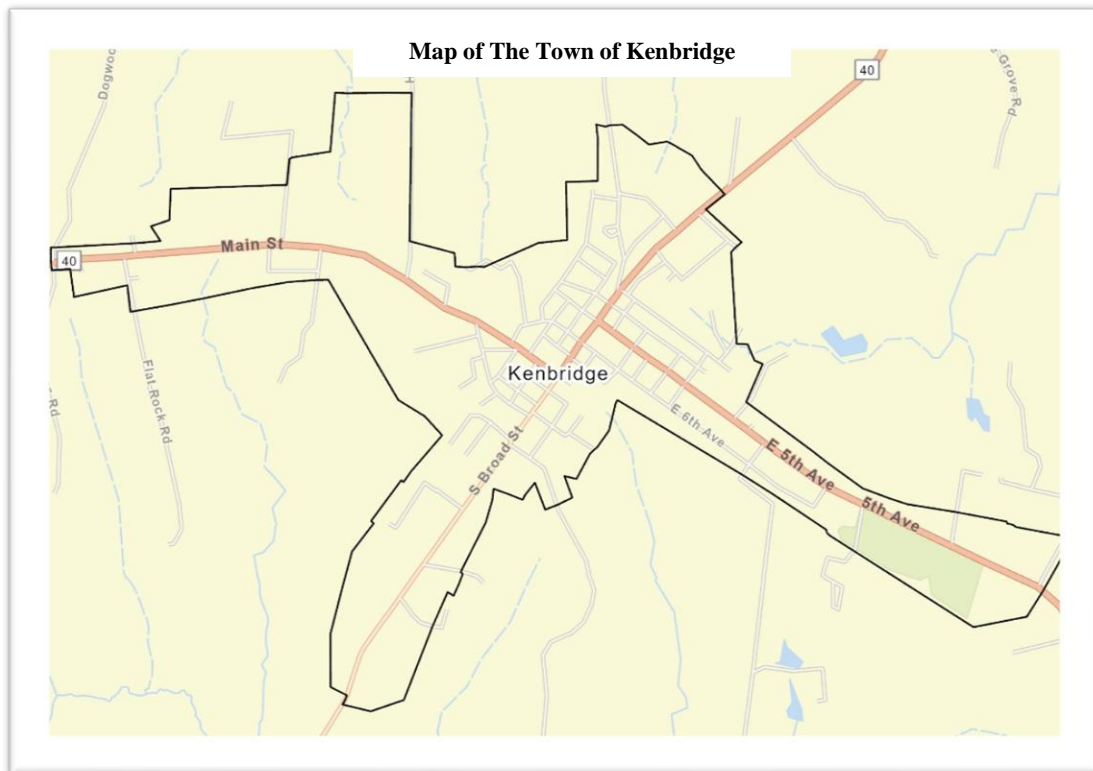 Map of The Town of Kenbridge
40
Grove Rd
Main St
40
Flat Rock Rd
Rd
Kenbridge
S Broad St
E 6th Ave
E 5th Ave
5th Ave